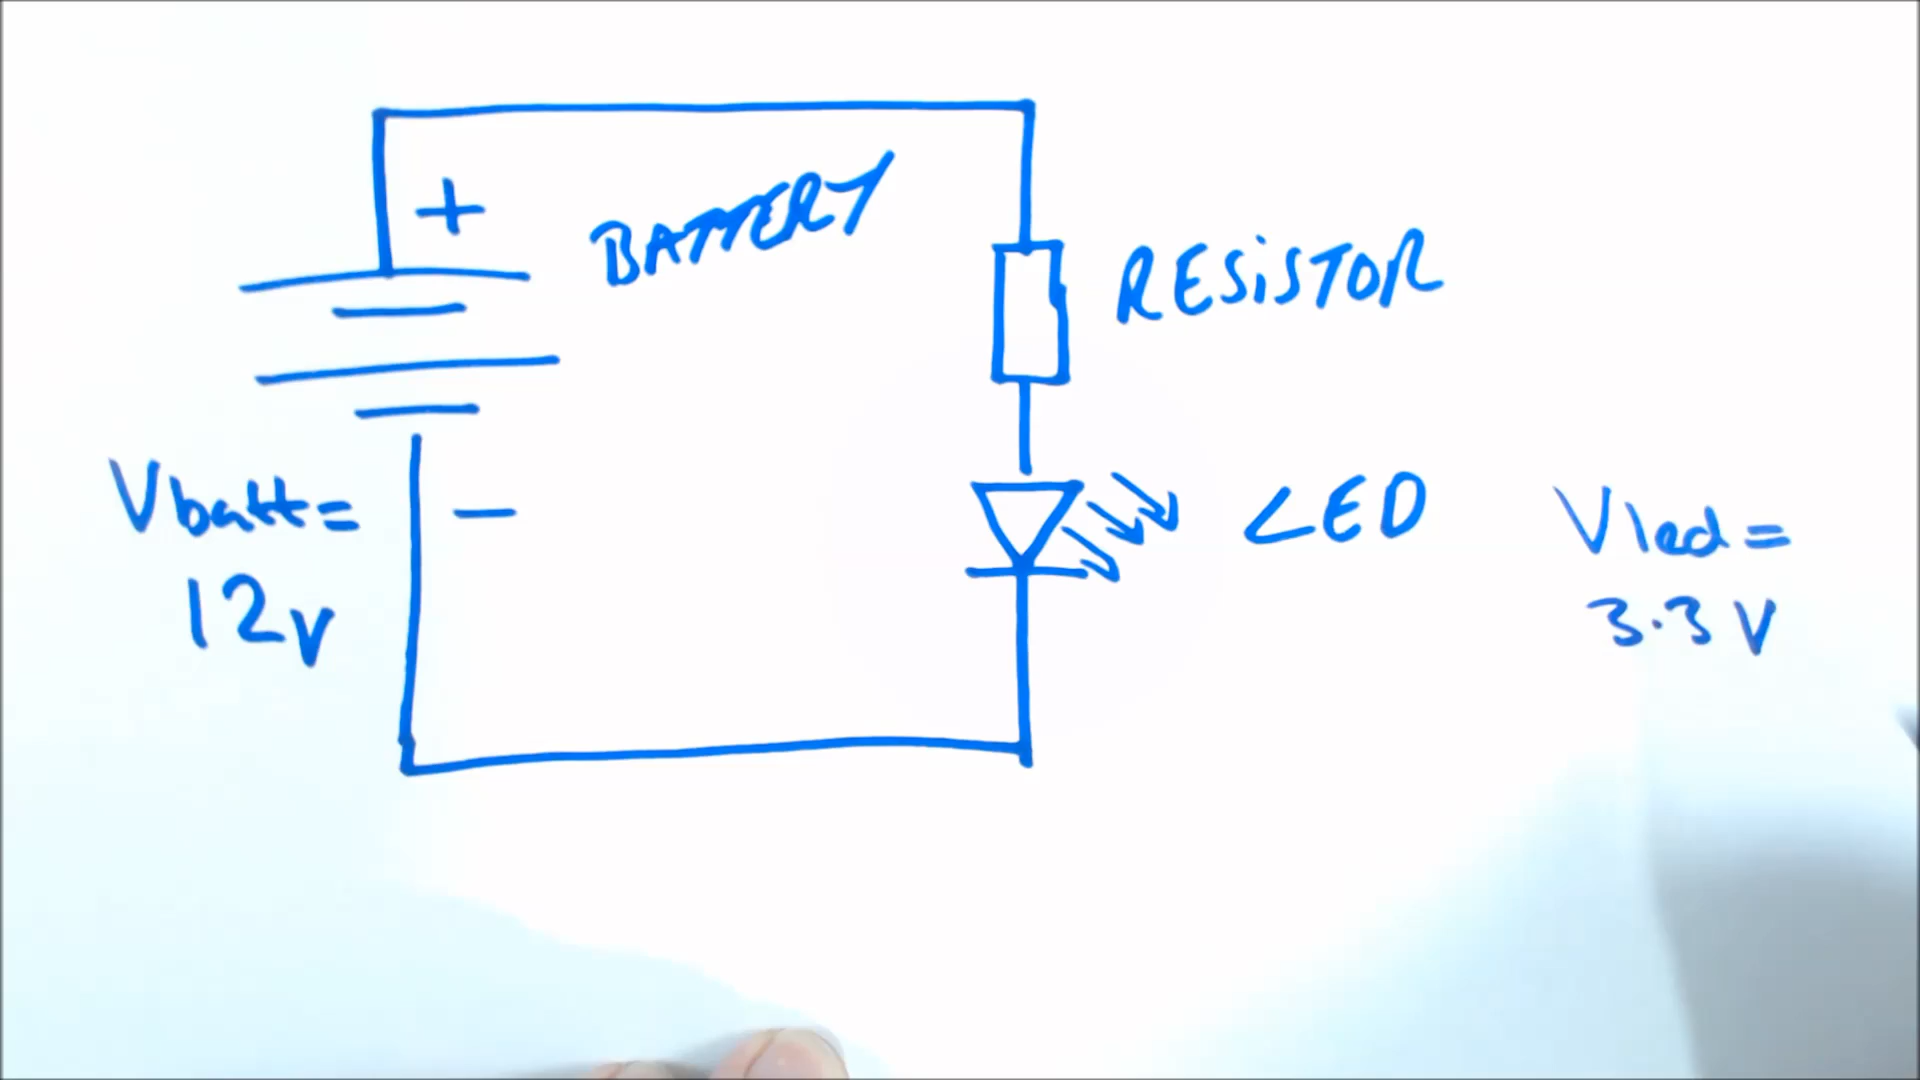 +
BATTERY
RESiSTOR
Vbatt=
12v
−
LED
Vled=
3.3V